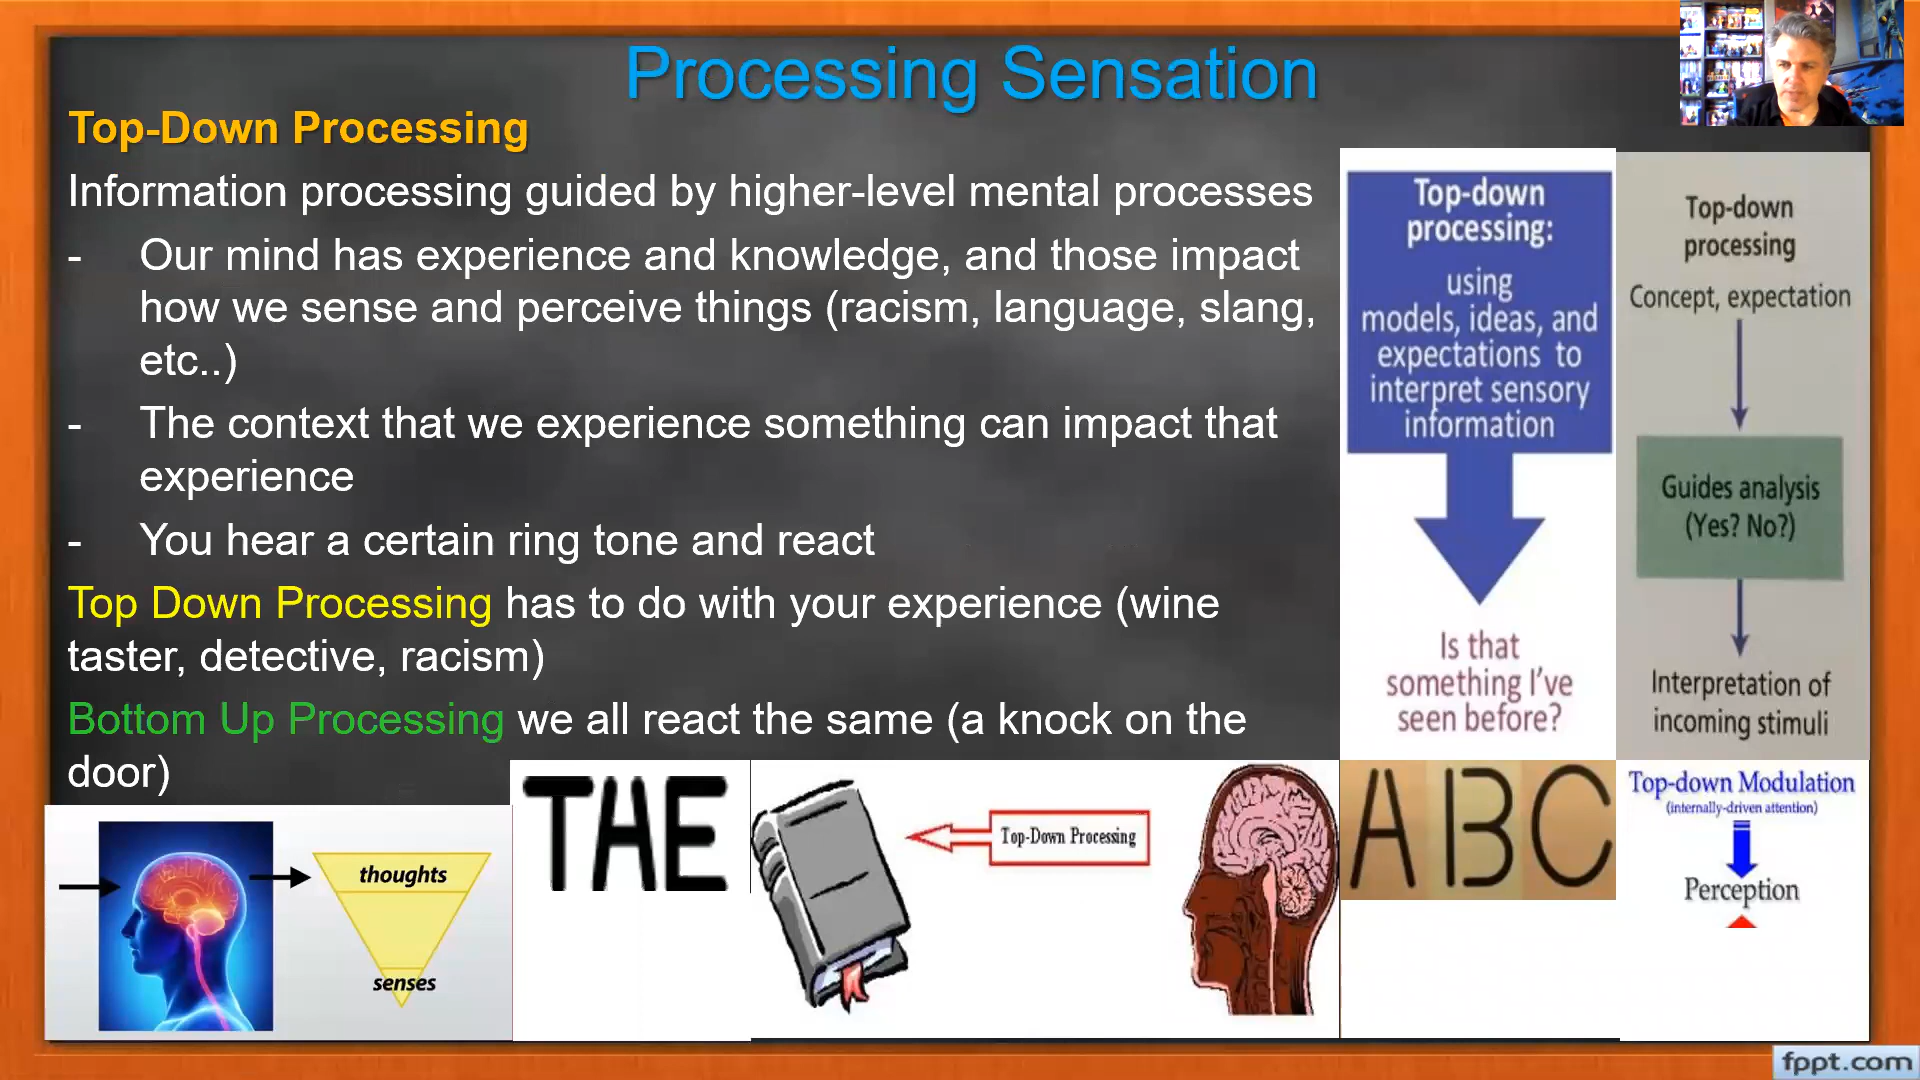 Processing Sensation
Top-Down Processing
Information processing guided by higher-level mental processes
- Our mind has experience and knowledge, and those impact
how we sense and perceive things (racism, language, slang,
etc..)
- The context that we experience something can impact that
experience
- You hear a certain ring tone and react
Top Down Processing has to do with your experience (wine
taster, detective, racism)
Bottom Up Processing we all react the same (a knock on the
door)
Top-down
processing:
using
models, ideas, and
expectations to
interpret sensory
information
Is that
something I've
seen before?
Top-down
processing
Concept, expectation
Guides analysis
(Yes? No?)
Interpretation of
incoming stimuli
thoughts
senses
TAE
Top-Down Processing
ABC
Top-down Modulation
(internally-driven attention)
Perception
fppt.com